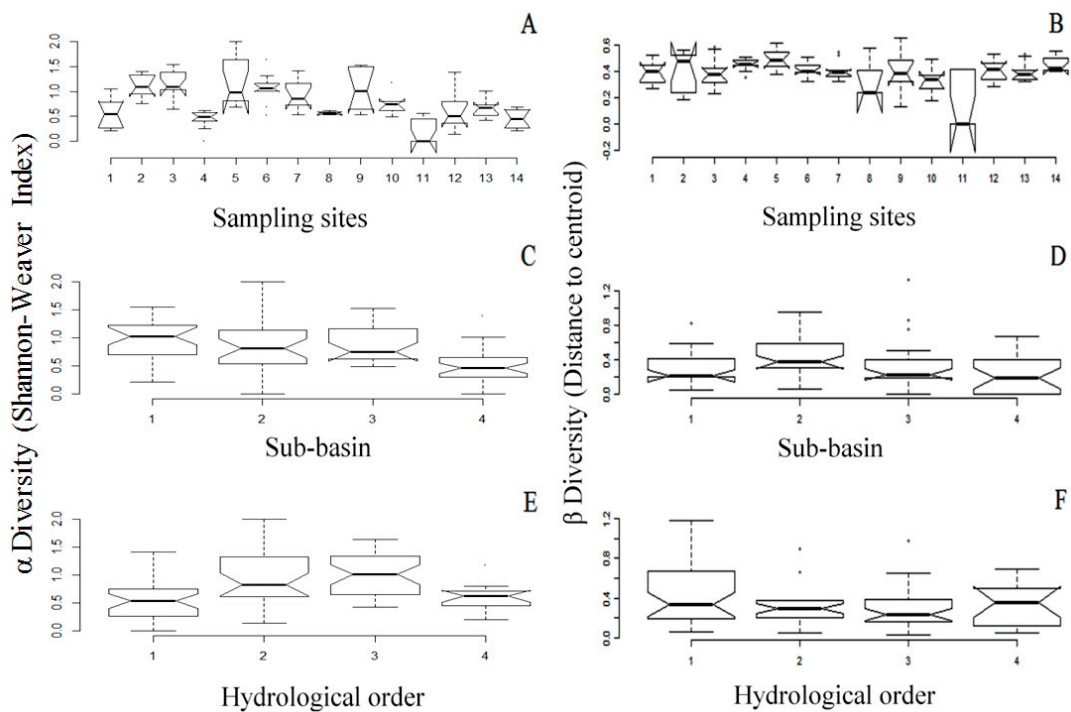 A
0.0 0.5 1.0 1.5 2.0
1 2 3 4 5 6 7 8 9 10 11 12 13 14
Sampling sites
B
-0.2 0.0 0.2 0.4 0.6
1 2 3 4 5 6 7 8 9 10 11 12 13 14
Sampling sites
α Diversity (Shannon-Weaver Index)
β Diversity (Distance to centroid)
C
0.0 0.5 1.0 1.5 2.0
1 2 3 4
Sub-basin
D
0.0 0.4 0.8 1.2
1 2 3 4
Sub-basin
E
0.0 0.5 1.0 1.5 2.0
1 2 3 4
Hydrological order
F
0.0 0.4 0.8 1.2
1 2 3 4
Hydrological order